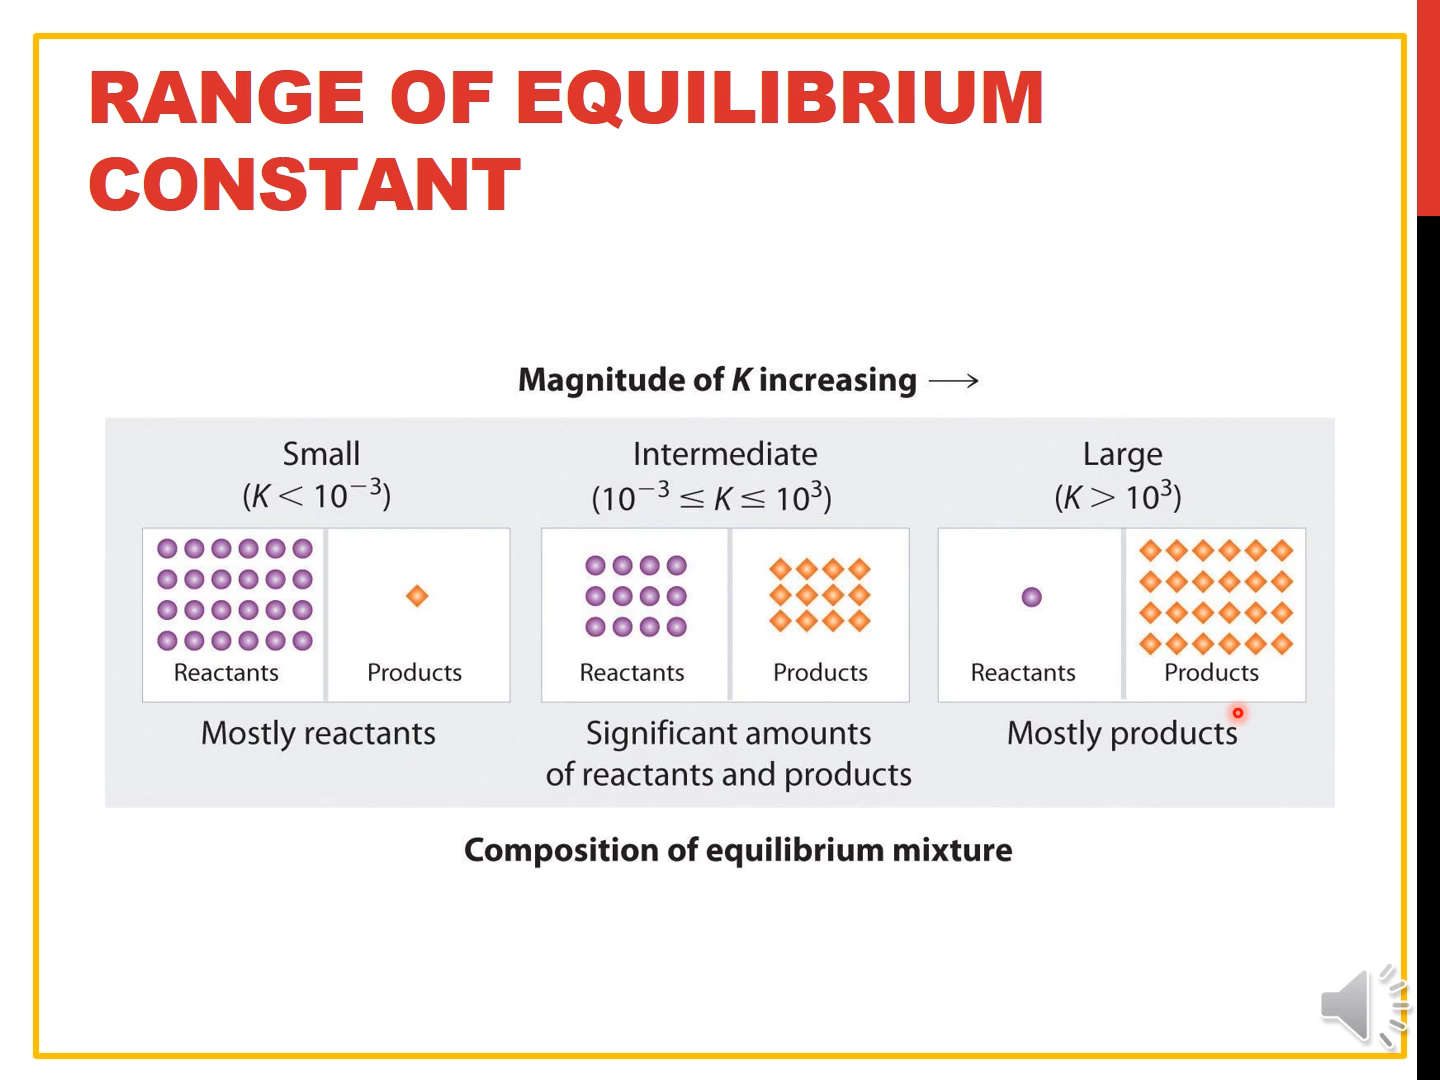 RANGE OF EQUILIBRIUM
CONSTANT
Magnitude of K increasing →
Small
(K < 10⁻³)
Reactants
Products
Mostly reactants
Intermediate
(10⁻³ ≤ K ≤ 10³)
Reactants
Products
Significant amounts
of reactants and products
Large
(K > 10³)
Reactants
Products
Mostly products
Composition of equilibrium mixture